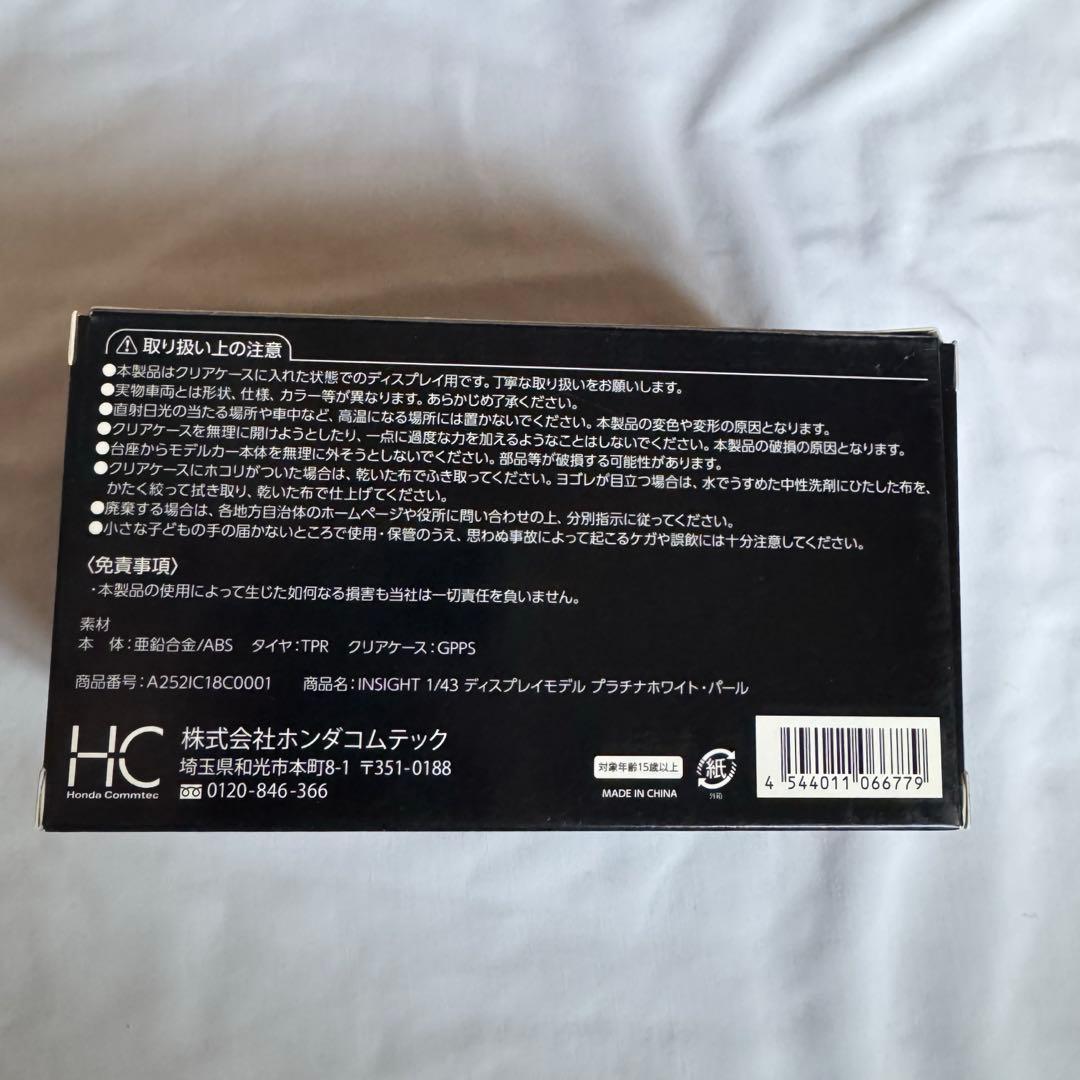 ⚠ 取り扱い上の注意
●本製品はクリアケースに入れた状態でのディスプレイ用です。丁寧な取り扱いをお願いします。
●実物車両とは形状、仕様、カラー等が異なります。あらかじめ了承ください。
●直射日光の当たる場所や車中など、高温になる場所には置かないでください。本製品の変色や変形の原因となります。
●クリアケースを無理に開けようとしたり、一点に過度な力を加えるようなことはしないでください。本製品の破損の原因となります。
●台座からモデルカー本体を無理に外そうとしないでください。部品等が破損する可能性があります。
●クリアケースにホコリがついた場合は、乾いた布でふき取ってください。ヨゴレが目立つ場合は、水でうすめた中性洗剤にひたした布を、
かたく絞って拭き取り、乾いた布で仕上げてください。
●廃棄する場合は、各地方自治体のホームページや役所に問い合わせの上、分別指示に従ってください。
●小さな子どもの手の届かないところで使用・保管のうえ、思わぬ事故によって起こるケガや誤飲には十分注意してください。
〈免責事項〉
・本製品の使用によって生じた如何なる損害も当社は一切責任を負いません。
素材
本 体：亜鉛合金/ABS タイヤ：TPR クリアケース：GPPS
商品番号：A252IC18C0001 商品名：INSIGHT 1/43 ディスプレイモデル プラチナホワイト・パール
HC
Honda Commtec
株式会社ホンダコムテック
埼玉県和光市本町8-1 〒351-0188
0120-846-366
対象年齢15歳以上
MADE IN CHINA
紙
外箱
4 544011 066779